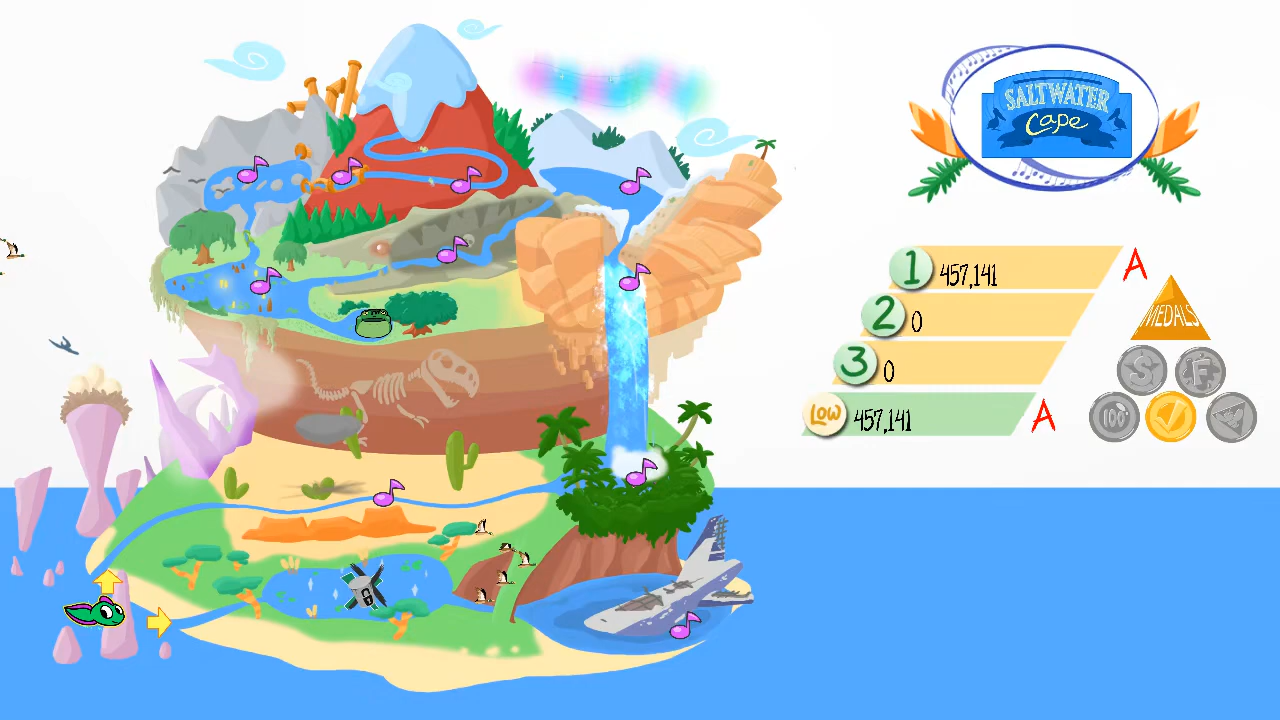 SALTWATER
Cape
1 457,141 A
2 0
3 0
LOW 457,141 A
MEDALS
S F
100